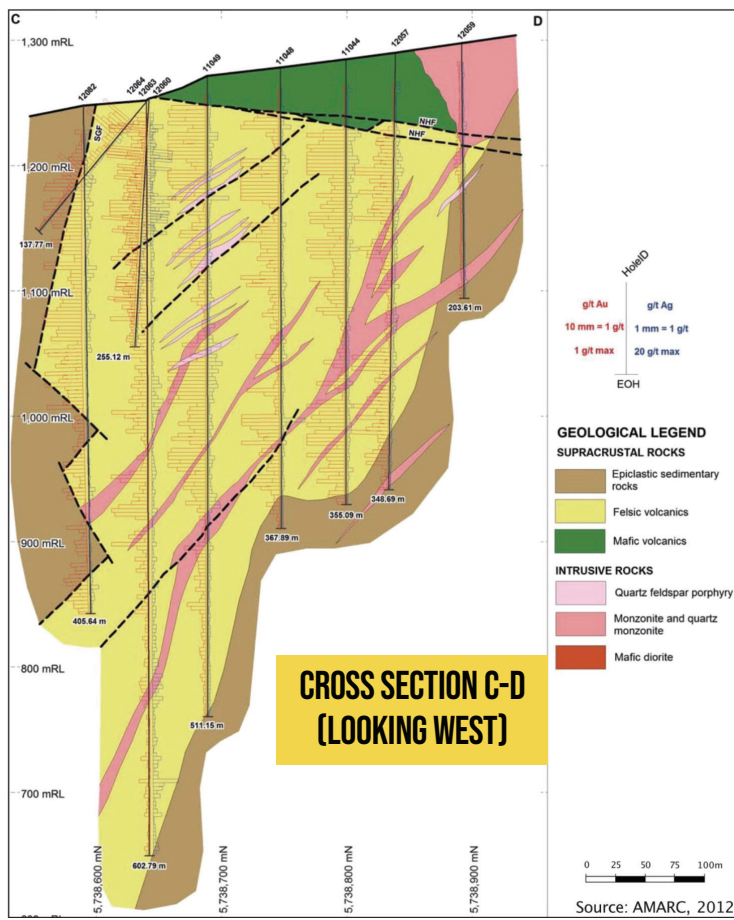 C
D
1,300 mRL
1,200 mRL
1,100 mRL
1,000 mRL
900 mRL
800 mRL
700 mRL
12082
12064
12063
12060
11049
11048
11044
12057
12059
SGF
NHF
NHF
137.77 m
255.12 m
203.61 m
348.69 m
355.09 m
367.89 m
405.64 m
511.15 m
602.79 m
HoleID
g/t Au
g/t Ag
10 mm = 1 g/t
1 mm = 1 g/t
1 g/t max
20 g/t max
EOH
GEOLOGICAL LEGEND
SUPRACRUSTAL ROCKS
Epiclastic sedimentary
rocks
Felsic volcanics
Mafic volcanics
INTRUSIVE ROCKS
Quartz feldspar porphyry
Monzonite and quartz
monzonite
Mafic diorite
CROSS SECTION C-D
(LOOKING WEST)
5,738,600 mN
5,738,700 mN
5,738,800 mN
5,738,900 mN
0 25 50 75 100m
Source: AMARC, 2012